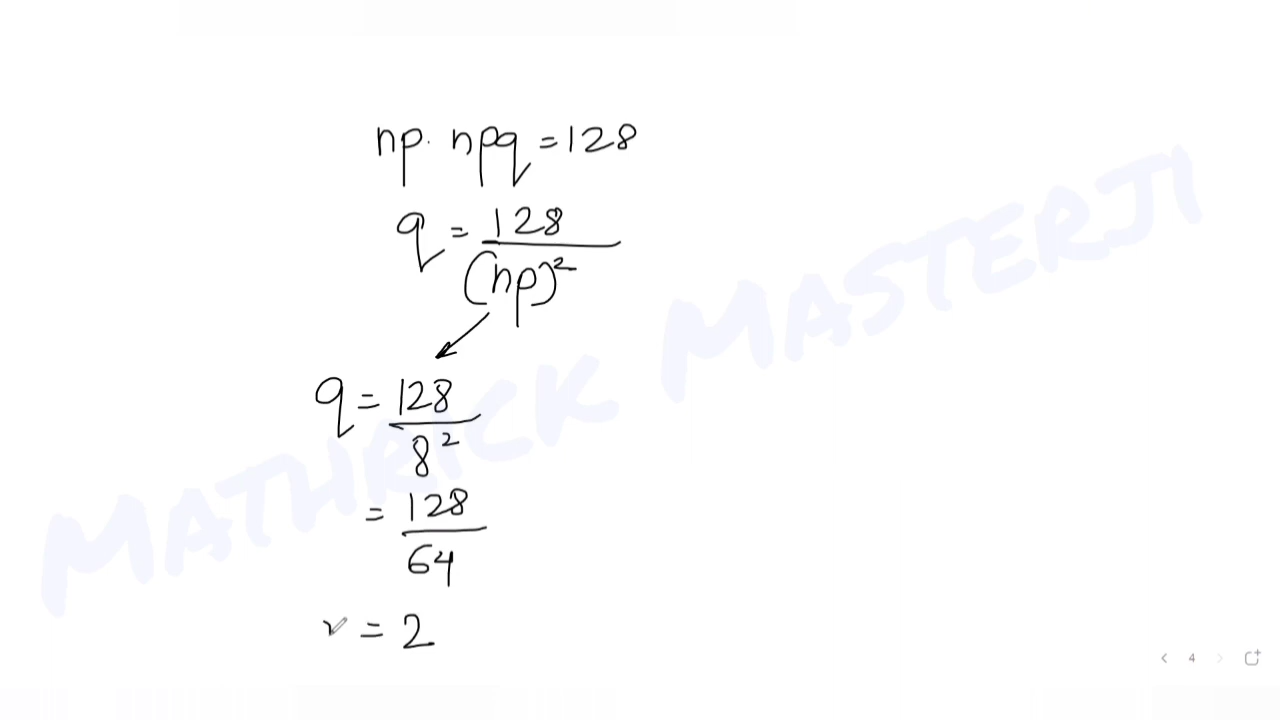 np. npq = 128
q = 128 / (np)²
q = 128 / 8²
= 128 / 64
= 2
MATHRICK MASTERJI
< 4 >